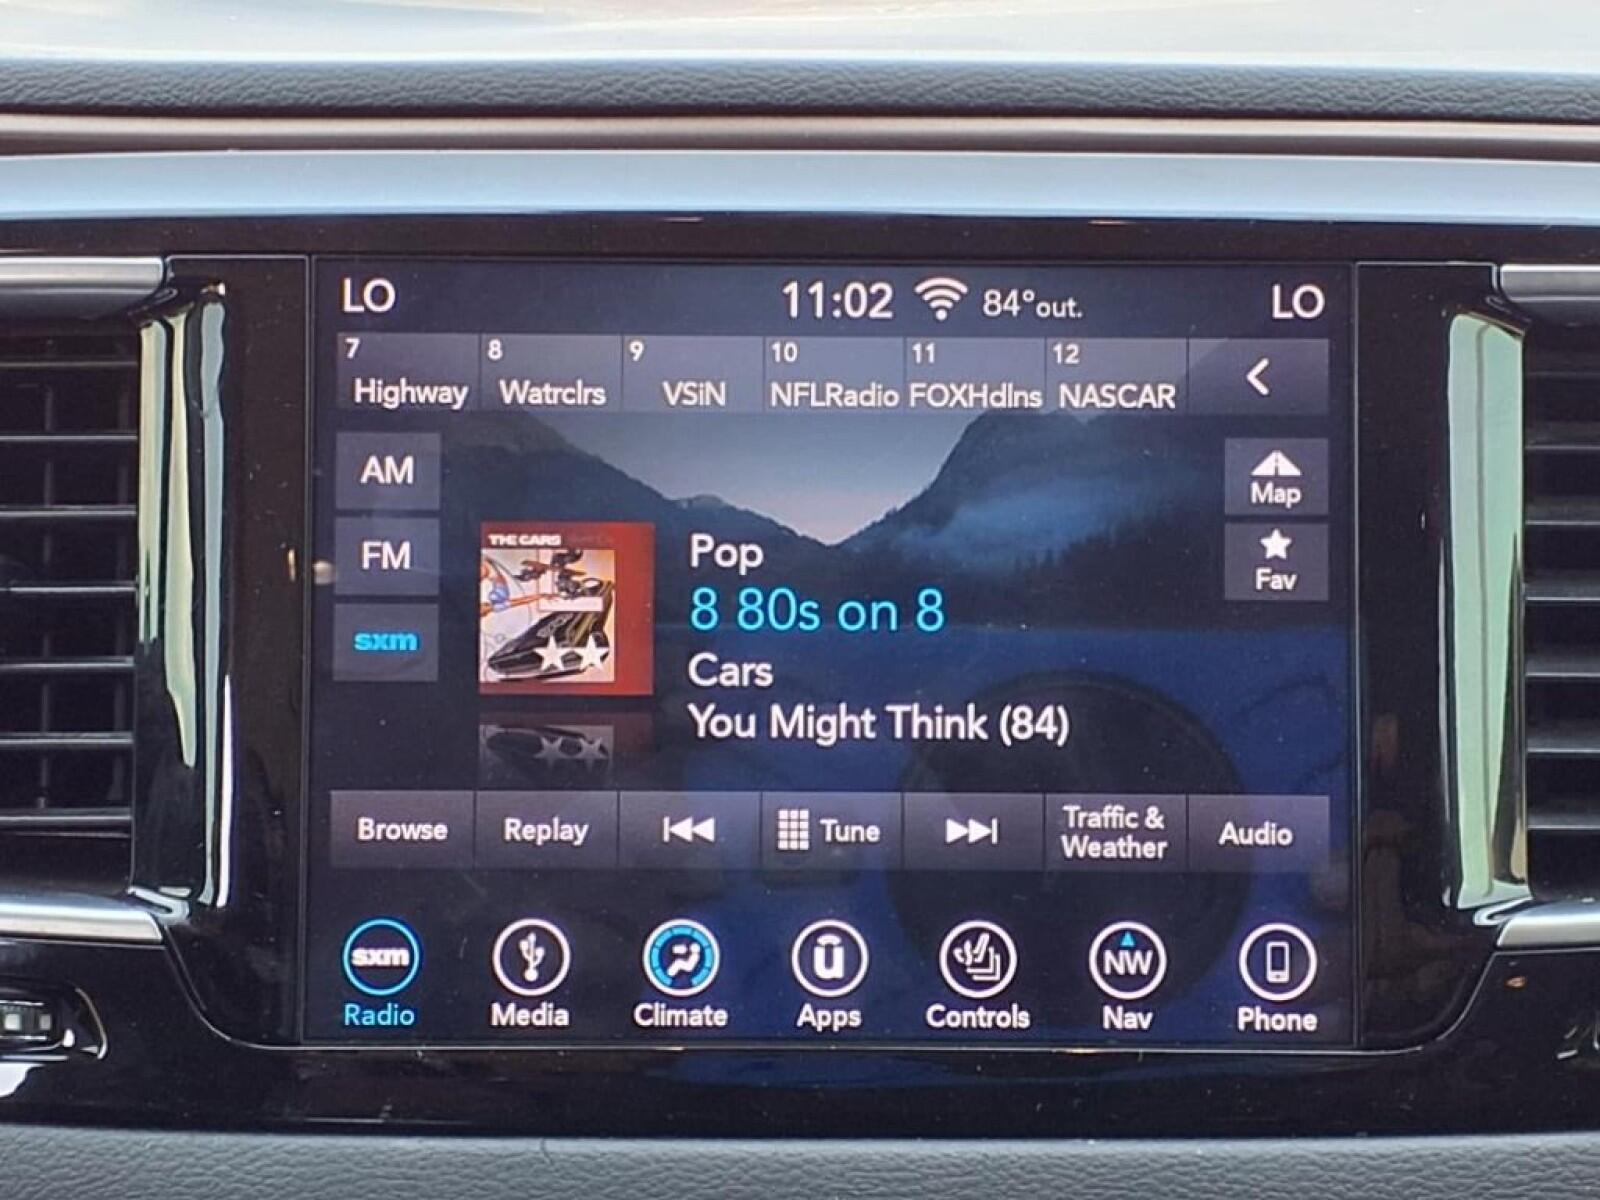 LO 11:02 84°out. LO
7 8 9 10 11 12
Highway Watrclrs VSiN NFLRadio FOXHdlns NASCAR
AM
Map
THE CARS
Pop
FM
Fav
8 80s on 8
sxm
Cars
You Might Think (84)
Browse Replay Tune Traffic & Weather Audio
sxm u NW
Radio Media Climate Apps Controls Nav Phone